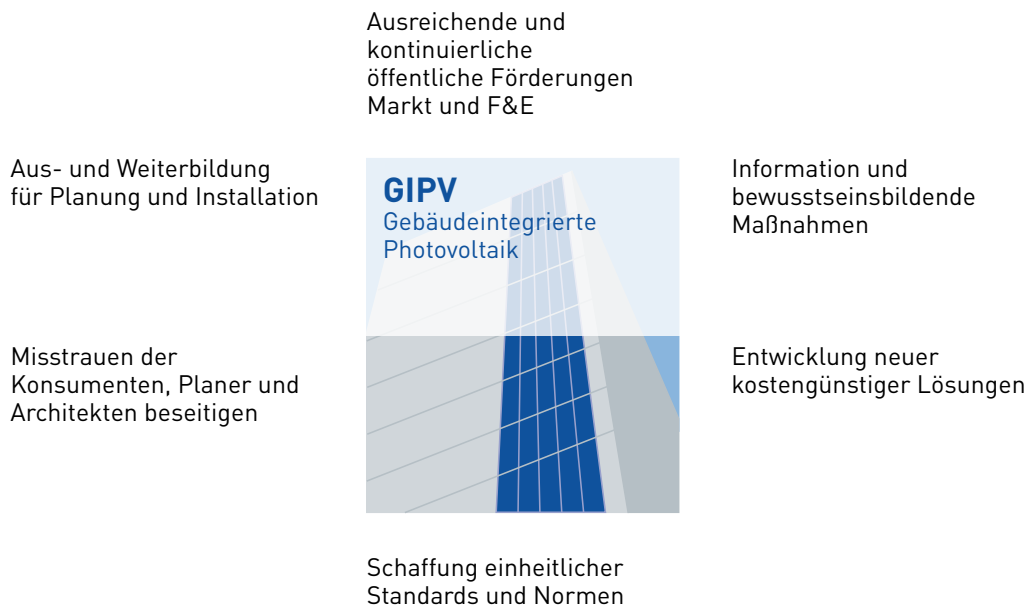 Ausreichende und
kontinuierliche
öffentliche Förderungen
Markt und F&E
Aus- und Weiterbildung
für Planung und Installation
GIPV
Gebäudeintegrierte
Photovoltaik
Information und
bewusstseinsbildende
Maßnahmen
Misstrauen der
Konsumenten, Planer und
Architekten beseitigen
Entwicklung neuer
kostengünstiger Lösungen
Schaffung einheitlicher
Standards und Normen